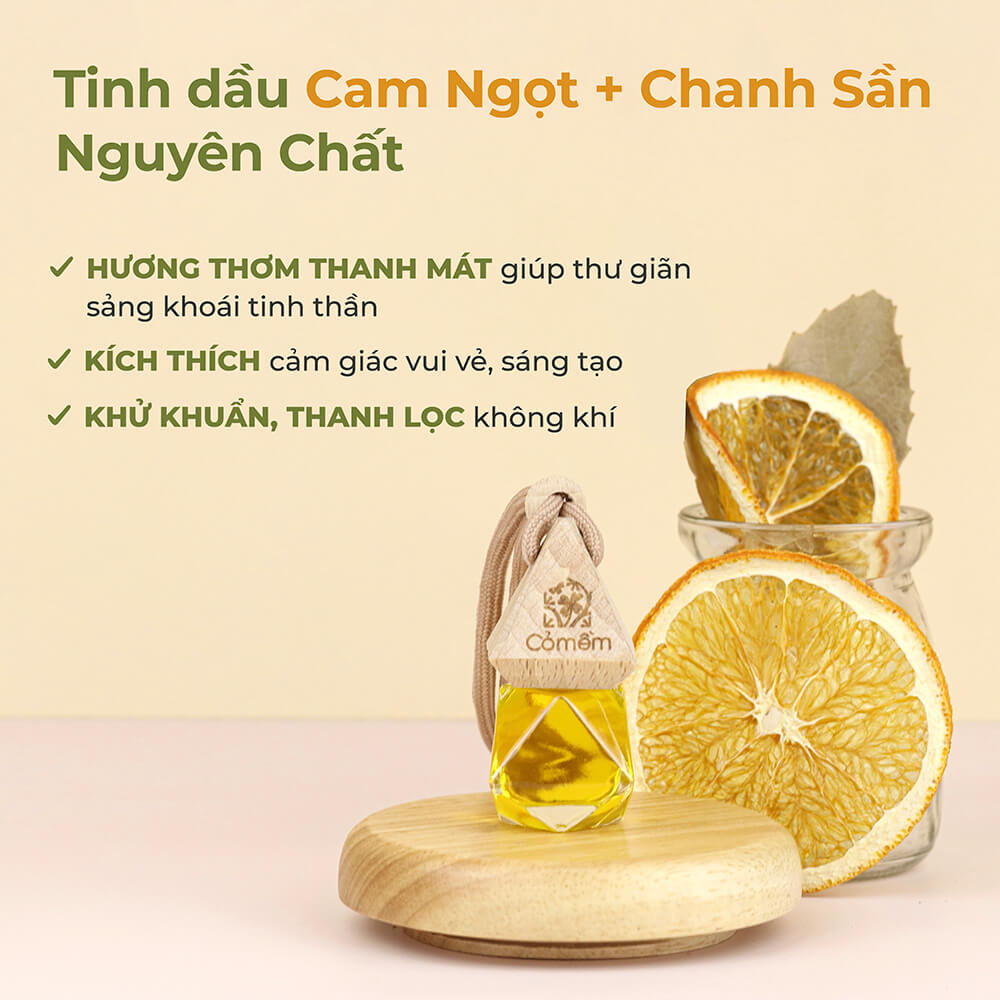 Tinh dầu Cam Ngọt + Chanh Sần
Nguyên Chất
HƯƠNG THƠM THANH MÁT giúp thư giãn
sảng khoái tinh thần
KÍCH THÍCH cảm giác vui vẻ, sáng tạo
KHỬ KHUẨN, THANH LỌC không khí
Cỏmềm